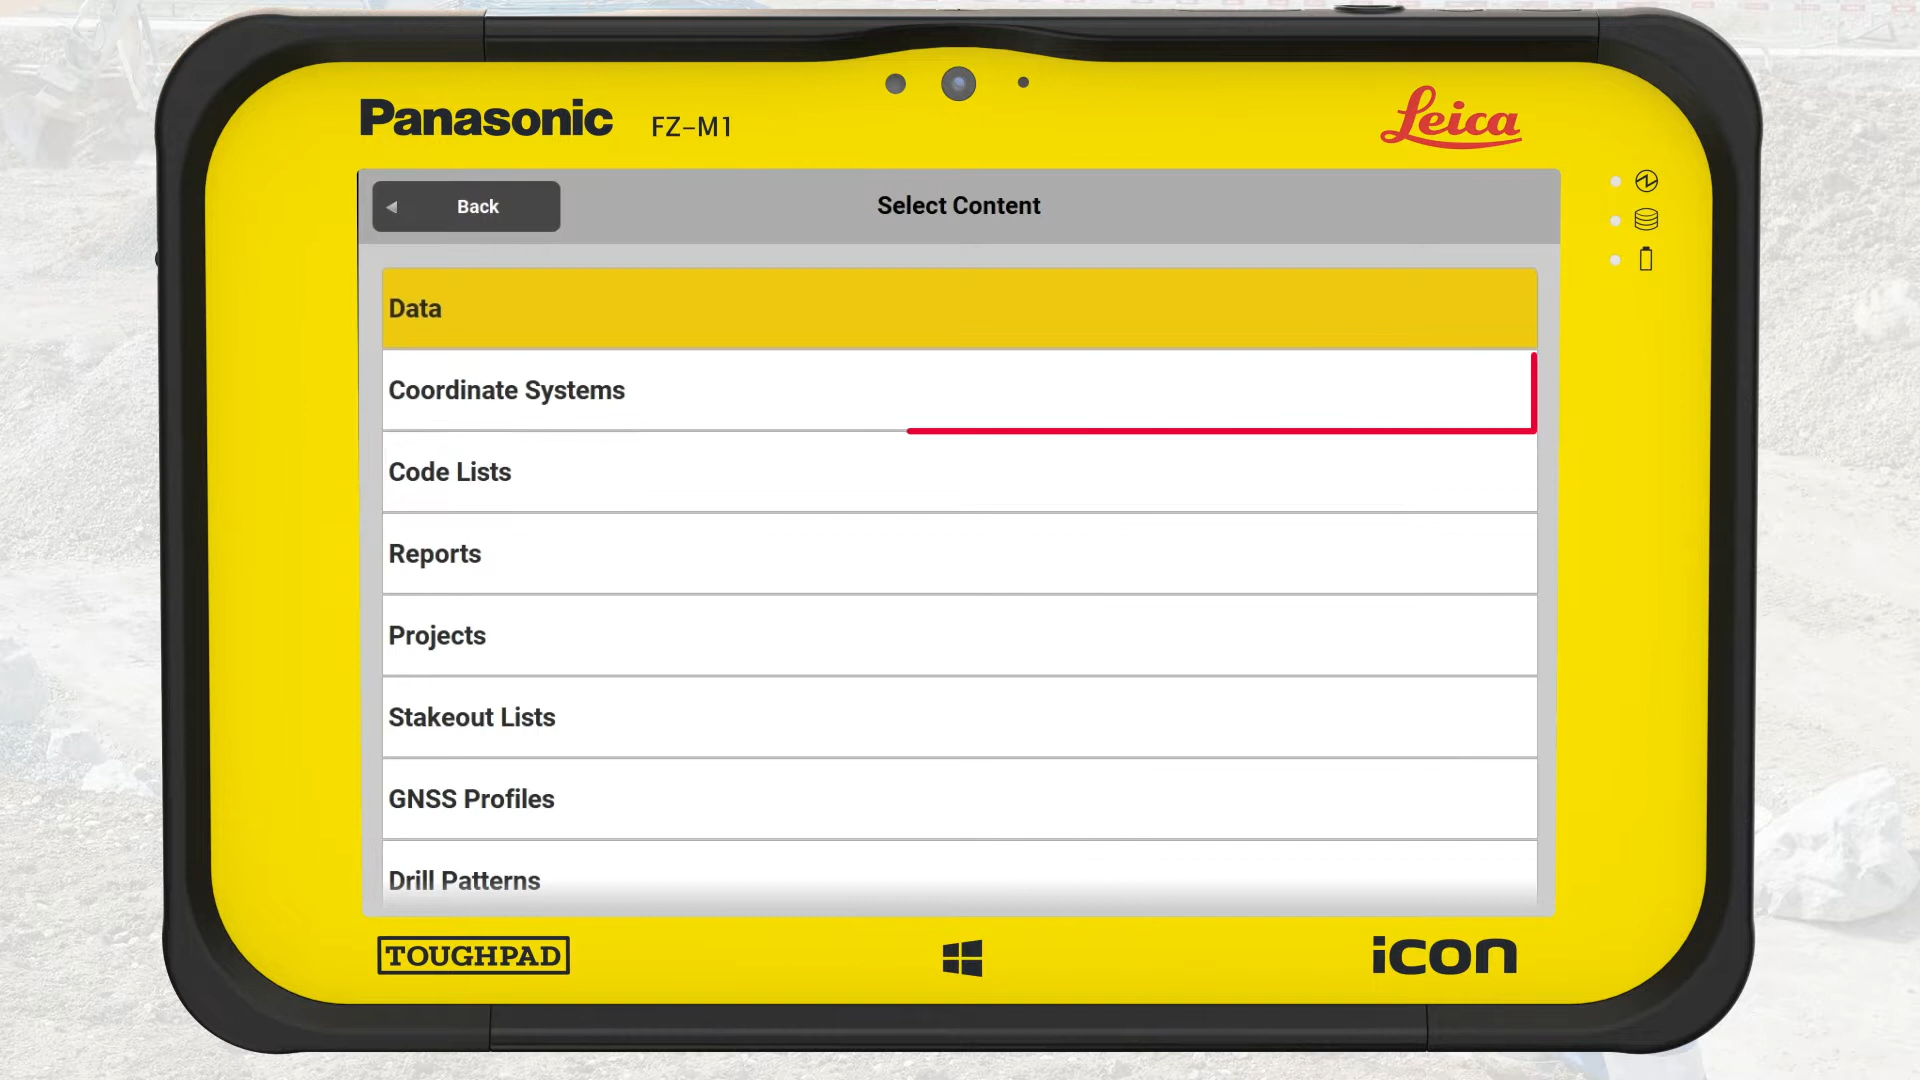 Panasonic FZ-M1 Leica
Back
Select Content
Data
Coordinate Systems
Code Lists
Reports
Projects
Stakeout Lists
GNSS Profiles
Drill Patterns
TOUGHPAD
icon